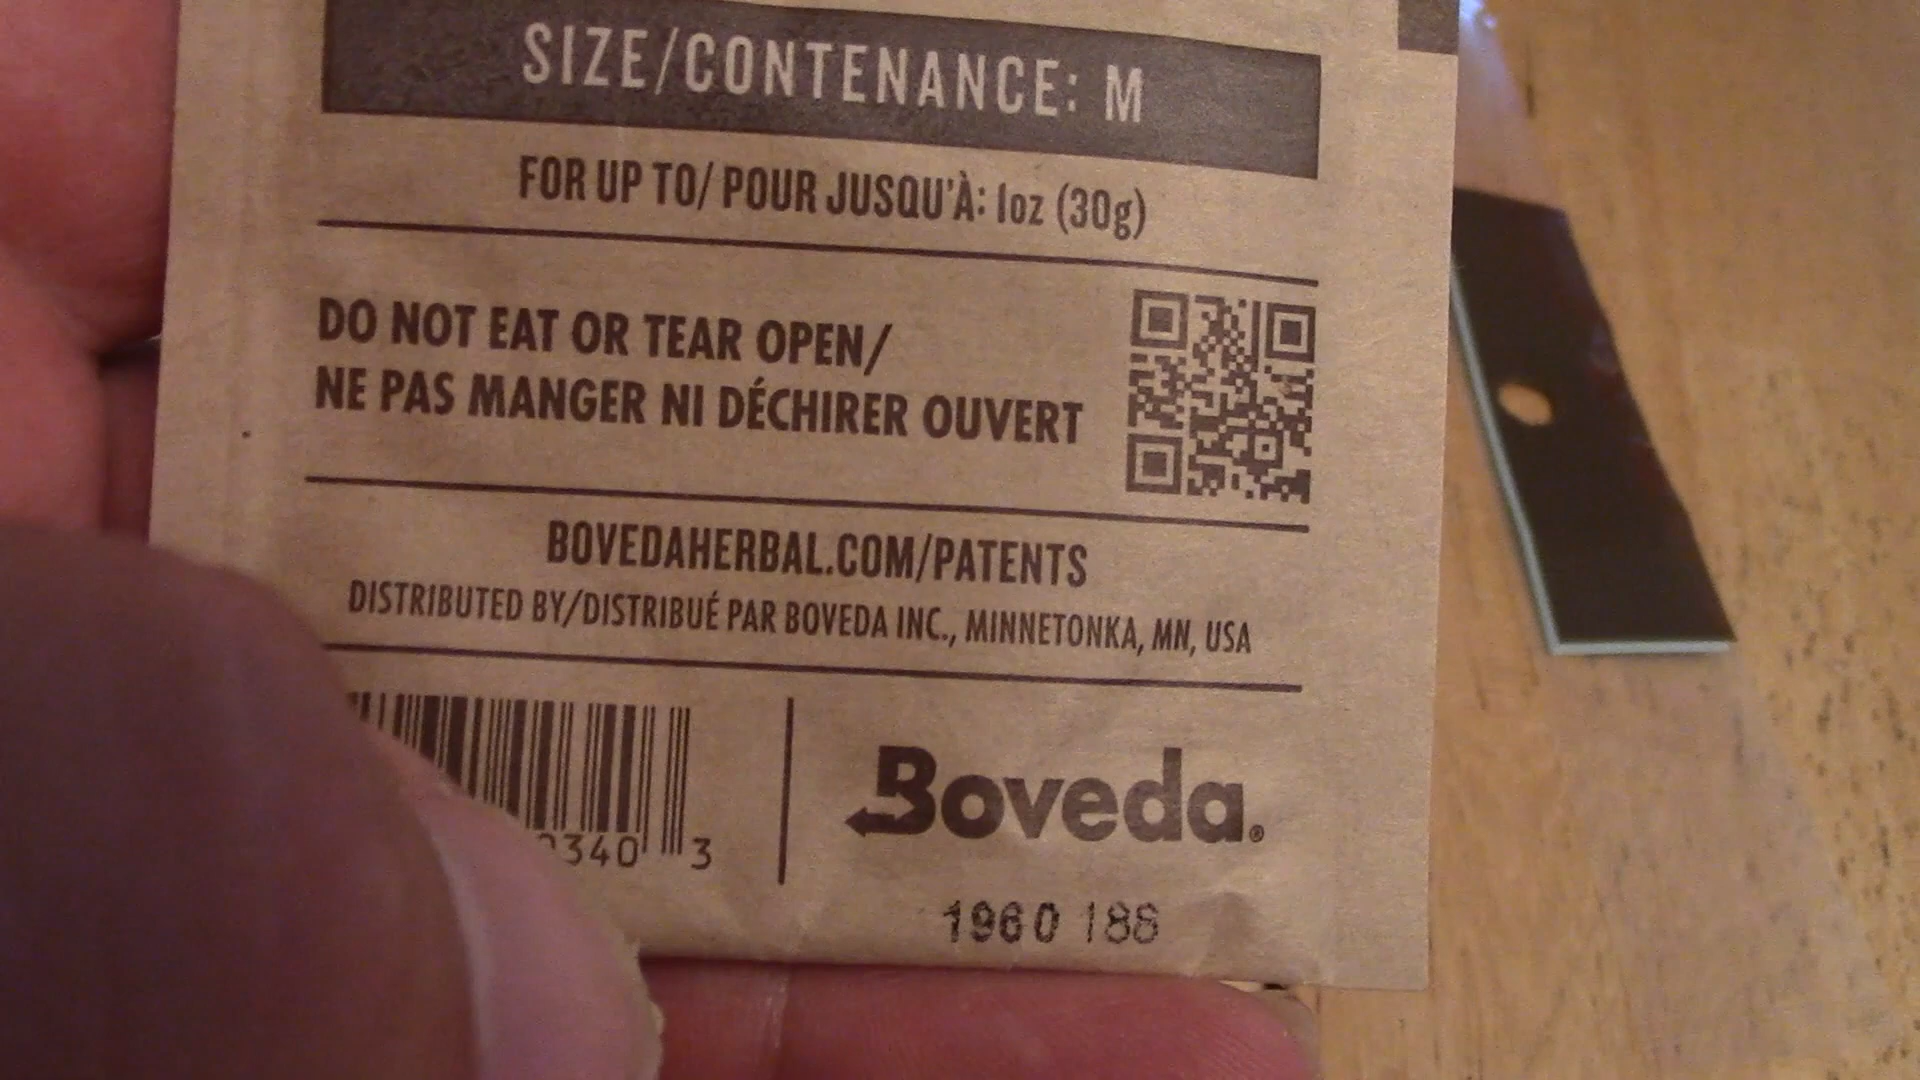 SIZE/CONTENANCE: M
FOR UP TO/ POUR JUSQU'À: 1oz (30g)
DO NOT EAT OR TEAR OPEN/
NE PAS MANGER NI DÉCHIRER OUVERT
BOVEDAHERBAL.COM/PATENTS
DISTRIBUTED BY/DISTRIBUÉ PAR BOVEDA INC., MINNETONKA, MN, USA
0340 3
Boveda®
1960 188